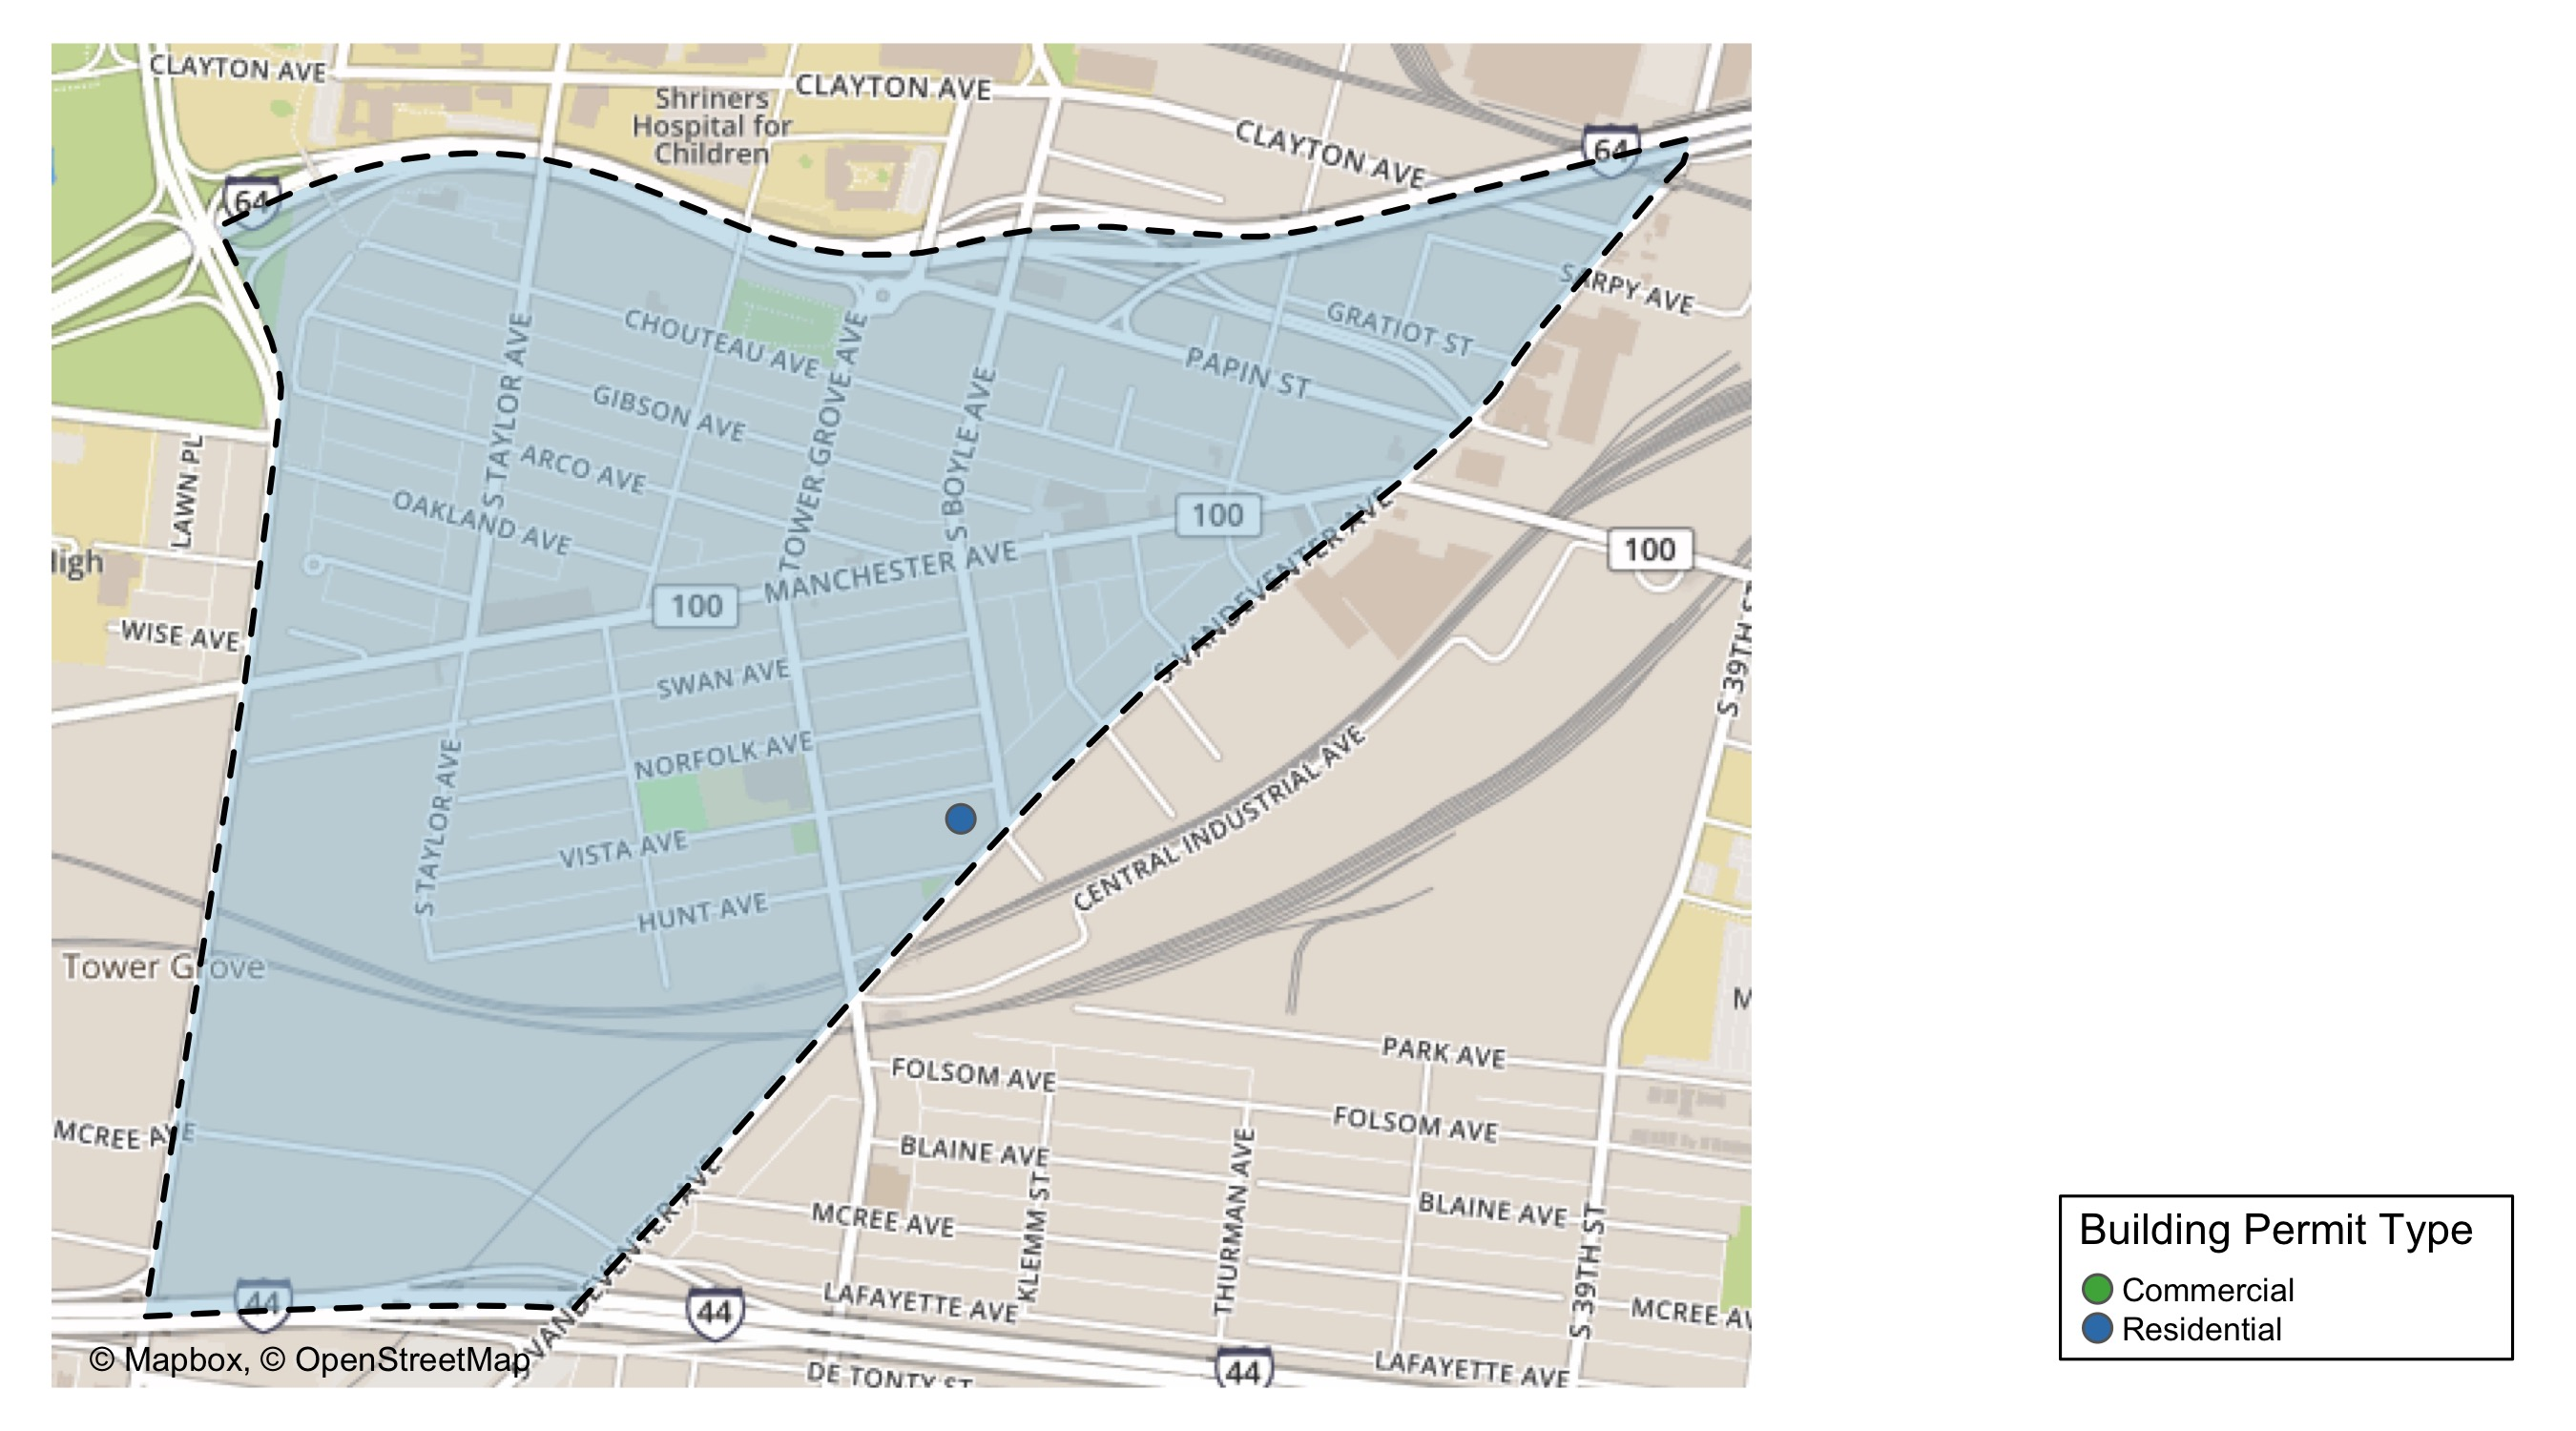 CLAYTON AVE
CLAYTON AVE
Shriners
Hospital for
Children
CLAYTON AVE
64
64
SARPY AVE
GRATIOT ST
CHOUTEAU AVE
PAPIN ST
GIBSON AVE
S TAYLOR AVE
TOWER GROVE AVE
S BOYLE AVE
ARCO AVE
LAWN PL
OAKLAND AVE
100
100
MANCHESTER AVE
S VANDEVENTER AVE
100
WISE AVE
SWAN AVE
S 39TH ST
NORFOLK AVE
S TAYLOR AVE
VISTA AVE
CENTRAL INDUSTRIAL AVE
HUNT AVE
Tower Grove
PARK AVE
FOLSOM AVE
FOLSOM AVE
MCREE AVE
BLAINE AVE
BLAINE AVE
KLEMM ST
THURMAN AVE
S 39TH ST
MCREE AVE
S VANDEVENTER AVE
LAFAYETTE AVE
44
44
44
MCREE AV
LAFAYETTE AVE
DE TONTY ST
© Mapbox, © OpenStreetMap
Building Permit Type
Commercial
Residential